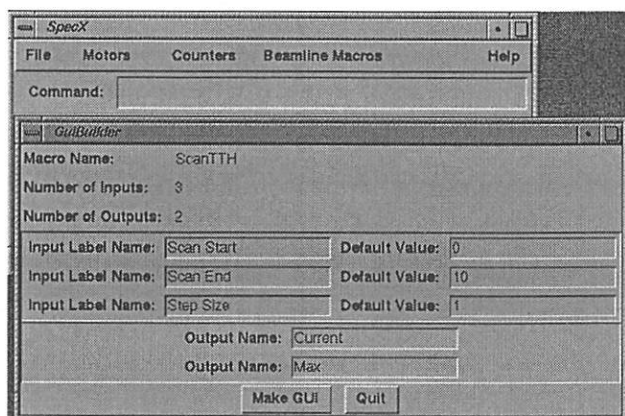 SpecX
File Motors Counters Beamline Macros Help
Command:
GuiBuilder
Macro Name: ScanTTH
Number of Inputs: 3
Number of Outputs: 2
Input Label Name: Scan Start Default Value: 0
Input Label Name: Scan End Default Value: 10
Input Label Name: Step Size Default Value: 1
Output Name: Current
Output Name: Max
Make GUI Quit